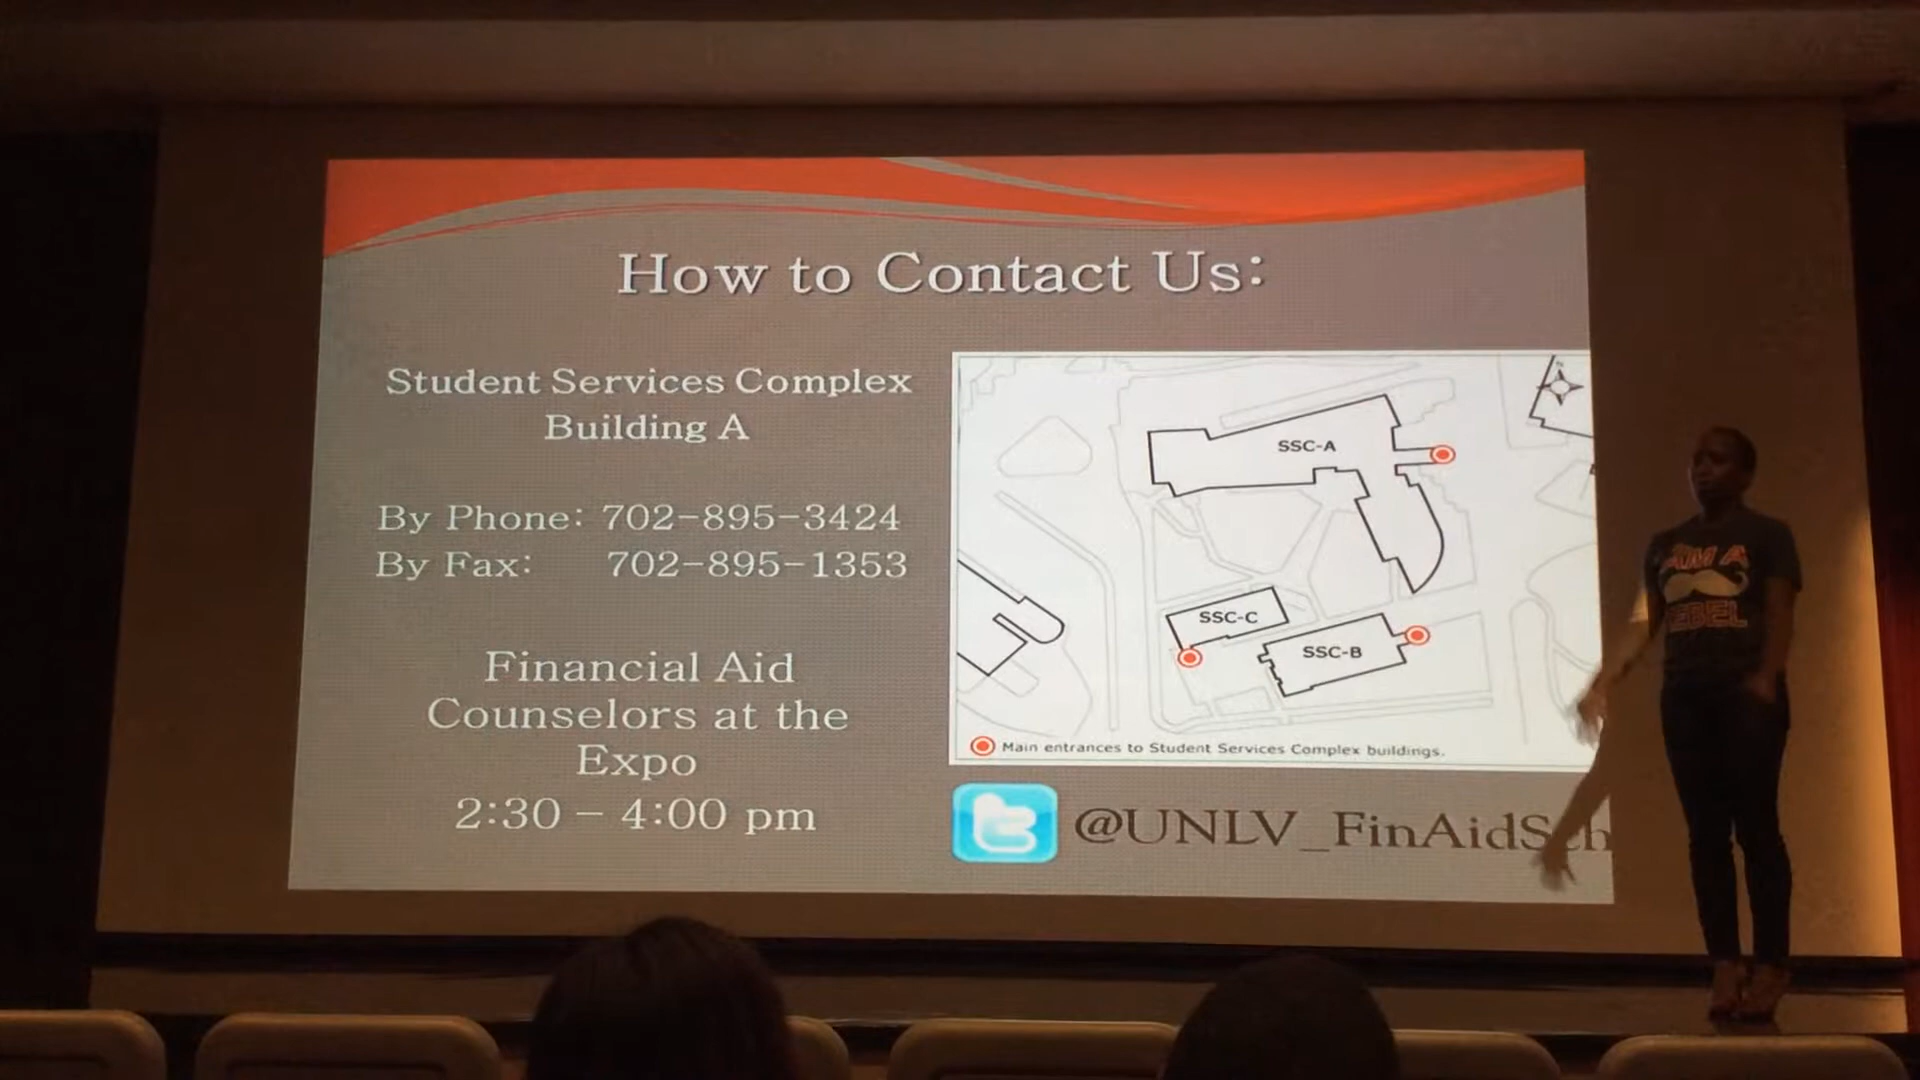 How to Contact Us:
Student Services Complex
Building A
By Phone: 702-895-3424
By Fax: 702-895-1353
Financial Aid
Counselors at the
Expo
2:30 – 4:00 pm
SSC-A
SSC-C
SSC-B
Main entrances to Student Services Complex buildings.
@UNLV_FinAidSch
I AM A
REBEL